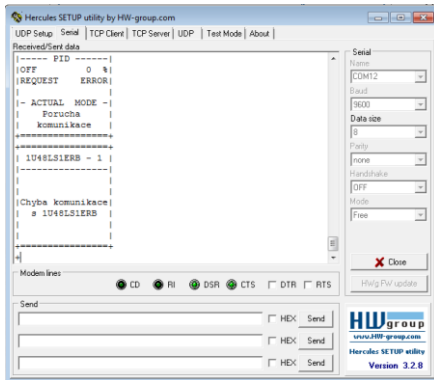 Hercules SETUP utility by HW-group.com
UDP Setup Serial TCP Client TCP Server UDP Test Mode About
Received/Sent data
|----- PID ------|
|OFF 0 %|
|REQUEST ERROR|
| |
|- ACTUAL MODE -|
| Porucha |
| komunikace |
+================+
+================+
| 1U48LS1ERB - 1 |
|----------------|
| |
| |
|Chyba komunikace|
| s 1U48LS1ERB |
| |
| |
+================+
+
Serial
Name
COM12
Baud
9600
Data size
8
Parity
none
Handshake
OFF
Mode
Free
Close
HWg FW update
Modem lines
CD RI DSR CTS DTR RTS
Send
HEX Send
HEX Send
HEX Send
HWgroup
www.HW-group.com
Hercules SETUP utility
Version 3.2.8